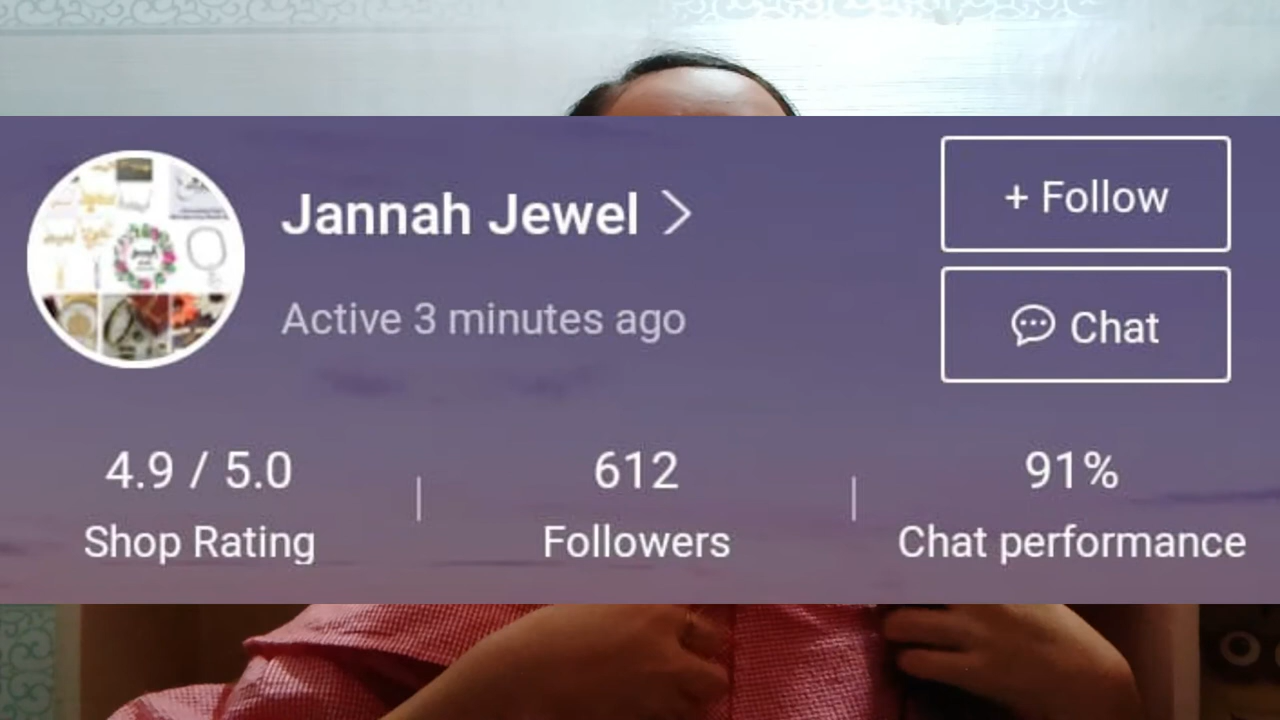 Jannah Jewel
Active 3 minutes ago
+ Follow
Chat
4.9 / 5.0
Shop Rating
612
Followers
91%
Chat performance